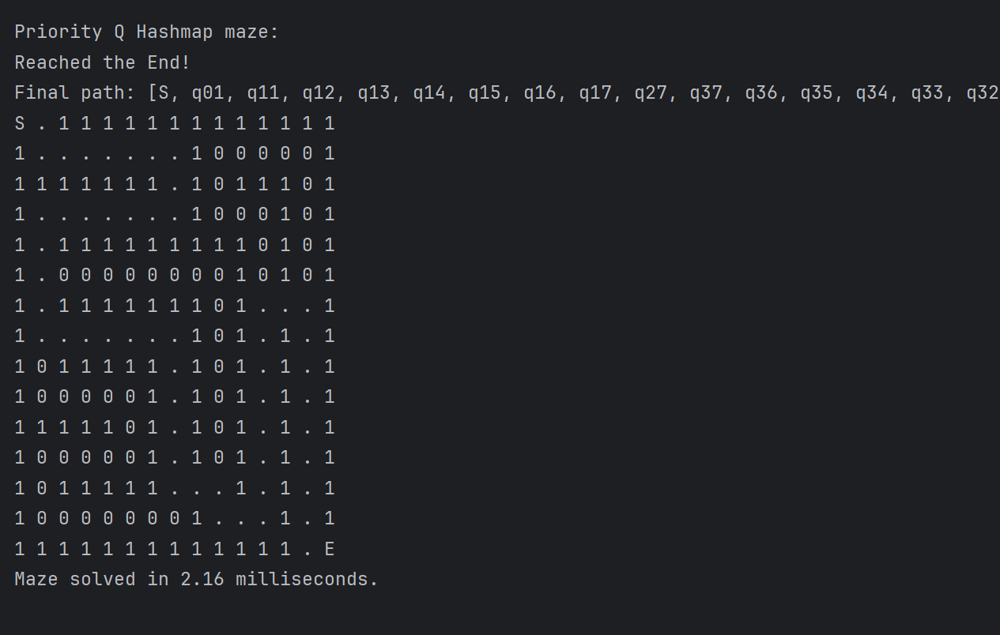 Priority Q Hashmap maze:
Reached the End!
Final path: [S, q01, q11, q12, q13, q14, q15, q16, q17, q27, q37, q36, q35, q34, q33, q32
S . 1 1 1 1 1 1 1 1 1 1 1 1 1
1 . . . . . . . 1 0 0 0 0 0 1
1 1 1 1 1 1 1 . 1 0 1 1 1 0 1
1 . . . . . . . 1 0 0 0 1 0 1
1 . 1 1 1 1 1 1 1 1 1 0 1 0 1
1 . 0 0 0 0 0 0 0 0 1 0 1 0 1
1 . 1 1 1 1 1 1 1 0 1 . . . 1
1 . . . . . . . 1 0 1 . 1 . 1
1 0 1 1 1 1 1 . 1 0 1 . 1 . 1
1 0 0 0 0 0 1 . 1 0 1 . 1 . 1
1 1 1 1 1 0 1 . 1 0 1 . 1 . 1
1 0 0 0 0 0 1 . 1 0 1 . 1 . 1
1 0 1 1 1 1 1 . . . 1 . 1 . 1
1 0 0 0 0 0 0 0 1 . . . 1 . 1
1 1 1 1 1 1 1 1 1 1 1 1 1 . E
Maze solved in 2.16 milliseconds.